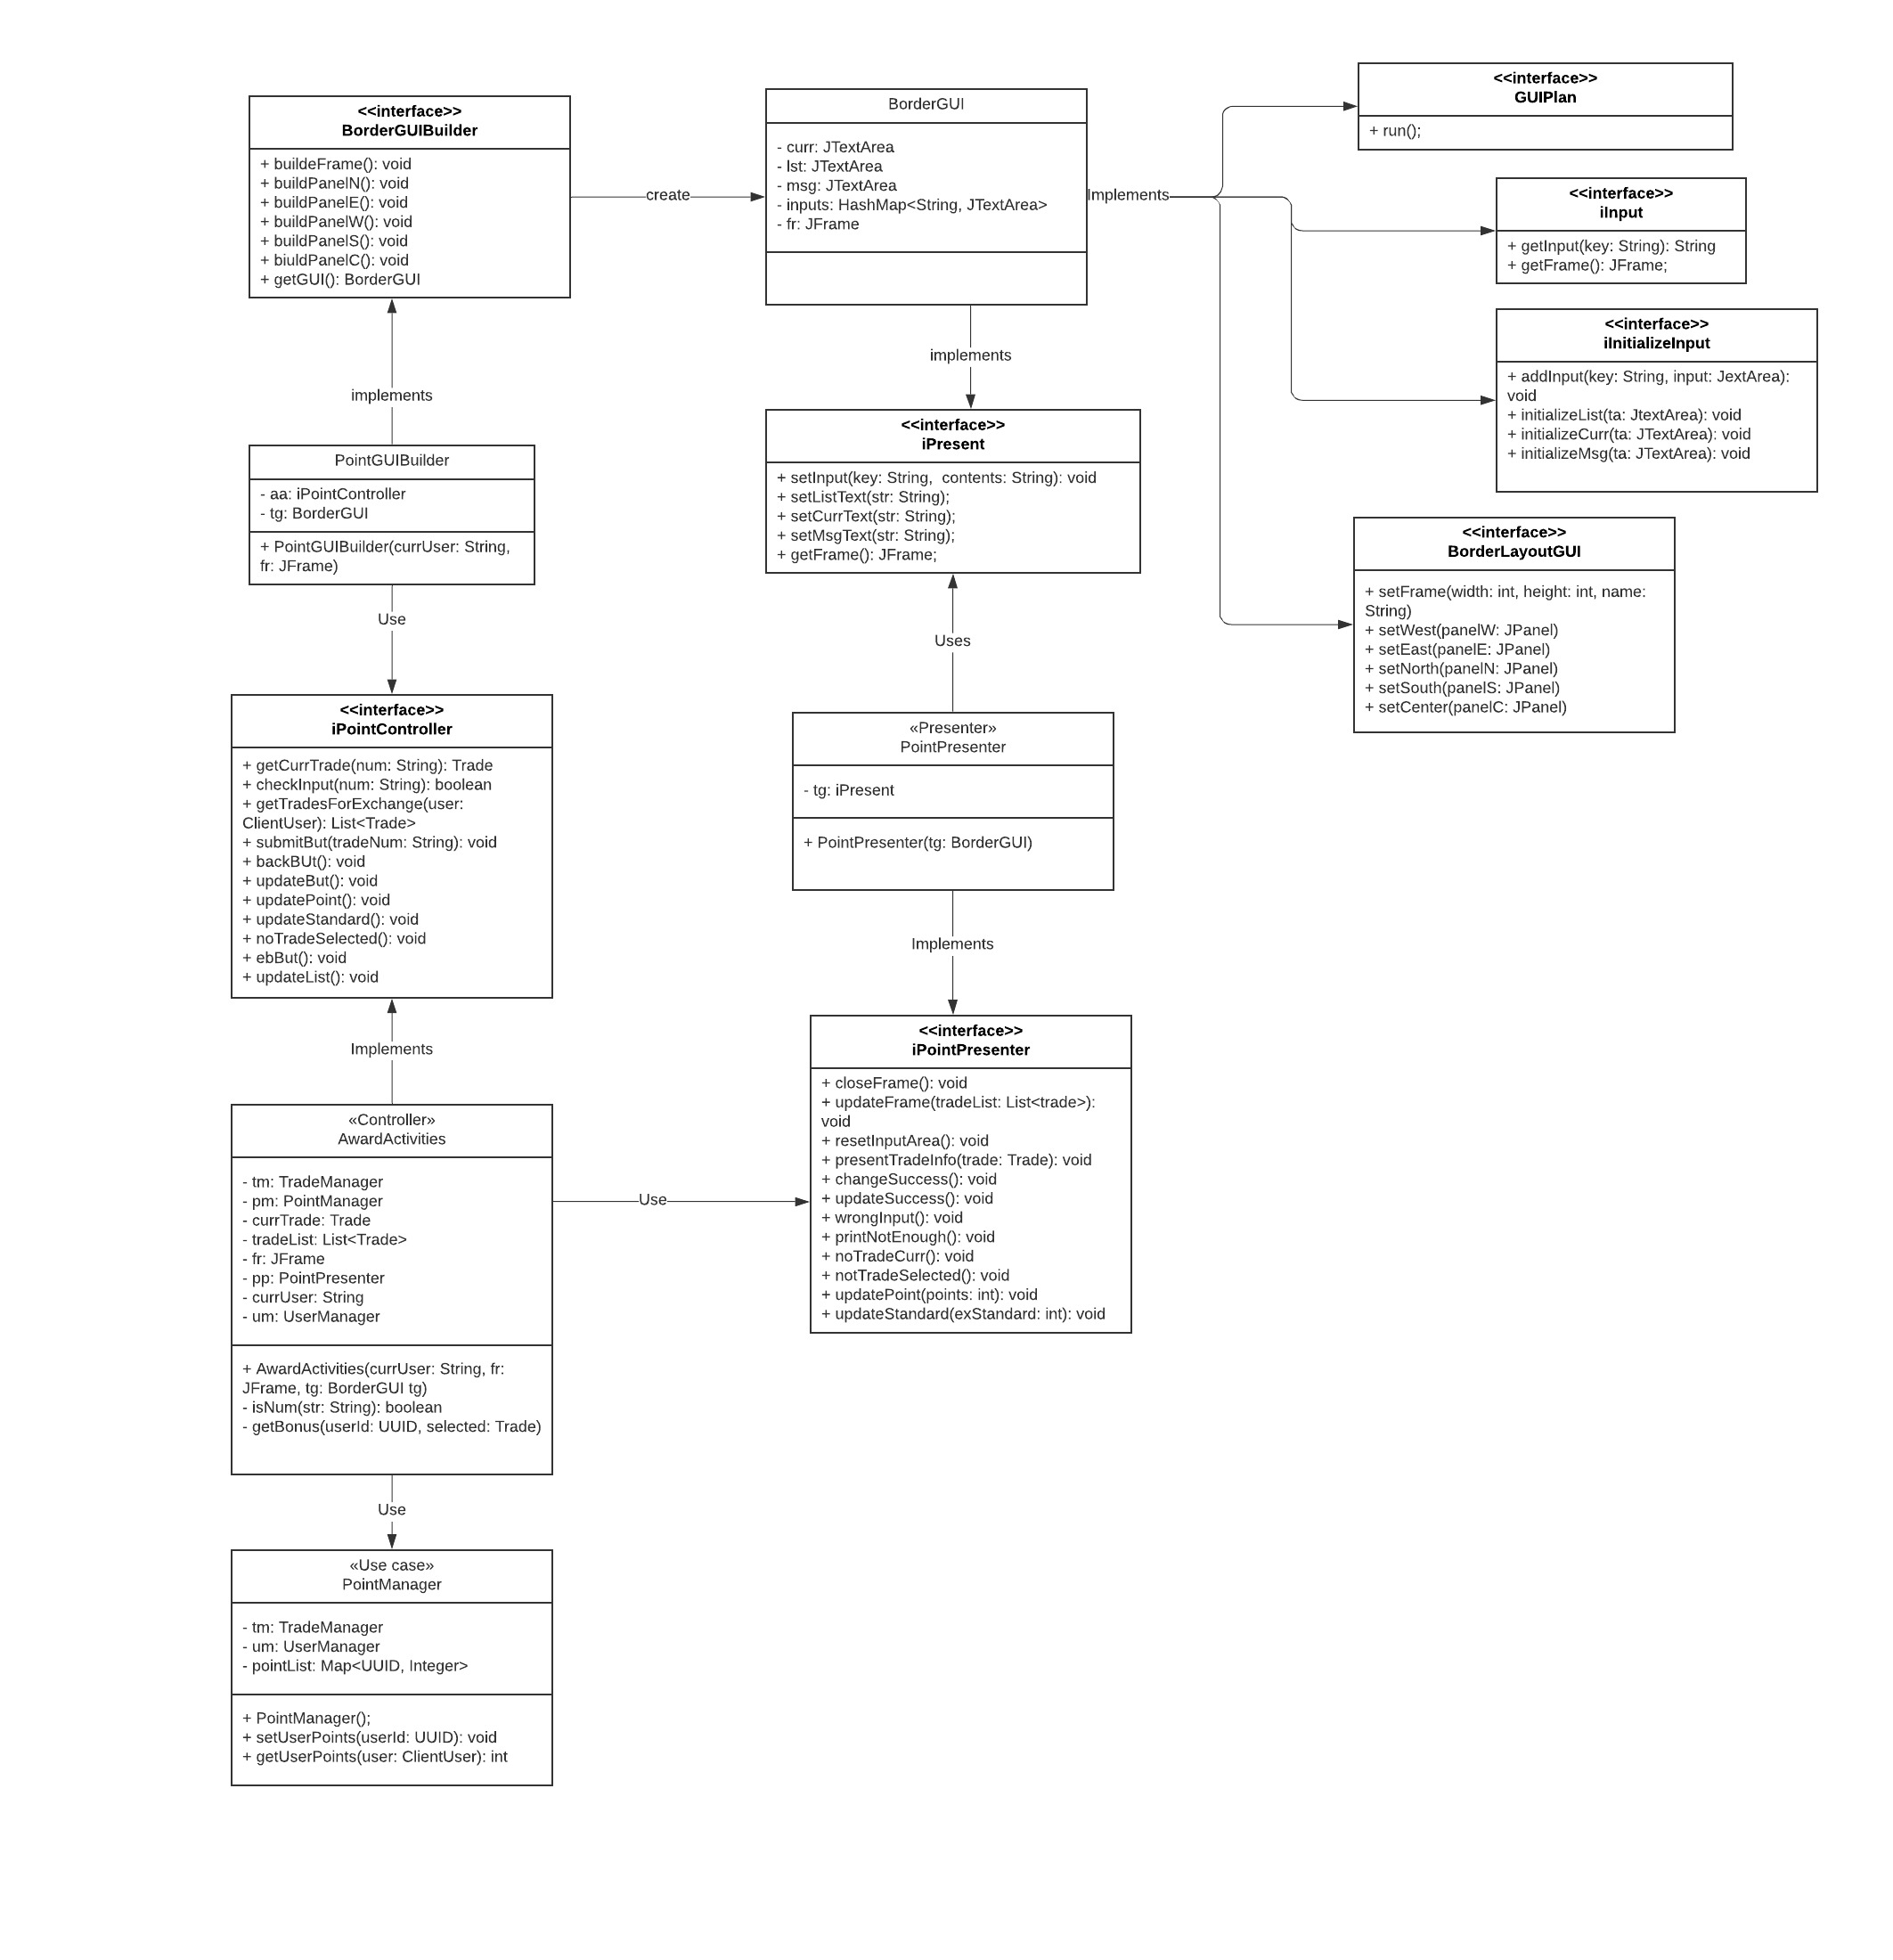 <<interface>>
BorderGUIBuilder
+ buildeFrame(): void
+ buildPanelN(): void
+ buildPanelE(): void
+ buildPanelW(): void
+ buildPanelS(): void
+ biuldPanelC(): void
+ getGUI(): BorderGUI
create
BorderGUI
- curr: JTextArea
- lst: JTextArea
- msg: JTextArea
- inputs: HashMap<String, JTextArea>
- fr: JFrame
Implements
<<interface>>
GUIPlan
+ run();
<<interface>>
iInput
+ getInput(key: String): String
+ getFrame(): JFrame;
<<interface>>
iInitializeInput
+ addInput(key: String, input: JextArea):
void
+ initializeList(ta: JtextArea): void
+ initializeCurr(ta: JTextArea): void
+ initializeMsg(ta: JTextArea): void
<<interface>>
BorderLayoutGUI
+ setFrame(width: int, height: int, name:
String)
+ setWest(panelW: JPanel)
+ setEast(panelE: JPanel)
+ setNorth(panelN: JPanel)
+ setSouth(panelS: JPanel)
+ setCenter(panelC: JPanel)
implements
<<interface>>
iPresent
+ setInput(key: String,  contents: String): void
+ setListText(str: String);
+ setCurrText(str: String);
+ setMsgText(str: String);
+ getFrame(): JFrame;
Uses
«Presenter»
PointPresenter
- tg: iPresent
+ PointPresenter(tg: BorderGUI)
Implements
<<interface>>
iPointPresenter
+ closeFrame(): void
+ updateFrame(tradeList: List<trade>):
void
+ resetInputArea(): void
+ presentTradeInfo(trade: Trade): void
+ changeSuccess(): void
+ updateSuccess(): void
+ wrongInput(): void
+ printNotEnough(): void
+ noTradeCurr(): void
+ notTradeSelected(): void
+ updatePoint(points: int): void
+ updateStandard(exStandard: int): void
implements
PointGUIBuilder
- aa: iPointController
- tg: BorderGUI
+ PointGUIBuilder(currUser: String,
fr: JFrame)
Use
<<interface>>
iPointController
+ getCurrTrade(num: String): Trade
+ checkInput(num: String): boolean
+ getTradesForExchange(user:
ClientUser): List<Trade>
+ submitBut(tradeNum: String): void
+ backBUt(): void
+ updateBut(): void
+ updatePoint(): void
+ updateStandard(): void
+ noTradeSelected(): void
+ ebBut(): void
+ updateList(): void
Implements
«Controller»
AwardActivities
- tm: TradeManager
- pm: PointManager
- currTrade: Trade
- tradeList: List<Trade>
- fr: JFrame
- pp: PointPresenter
- currUser: String
- um: UserManager
+ AwardActivities(currUser: String, fr:
JFrame, tg: BorderGUI tg)
- isNum(str: String): boolean
- getBonus(userId: UUID, selected: Trade)
Use
Use
«Use case»
PointManager
- tm: TradeManager
- um: UserManager
- pointList: Map<UUID, Integer>
+ PointManager();
+ setUserPoints(userId: UUID): void
+ getUserPoints(user: ClientUser): int